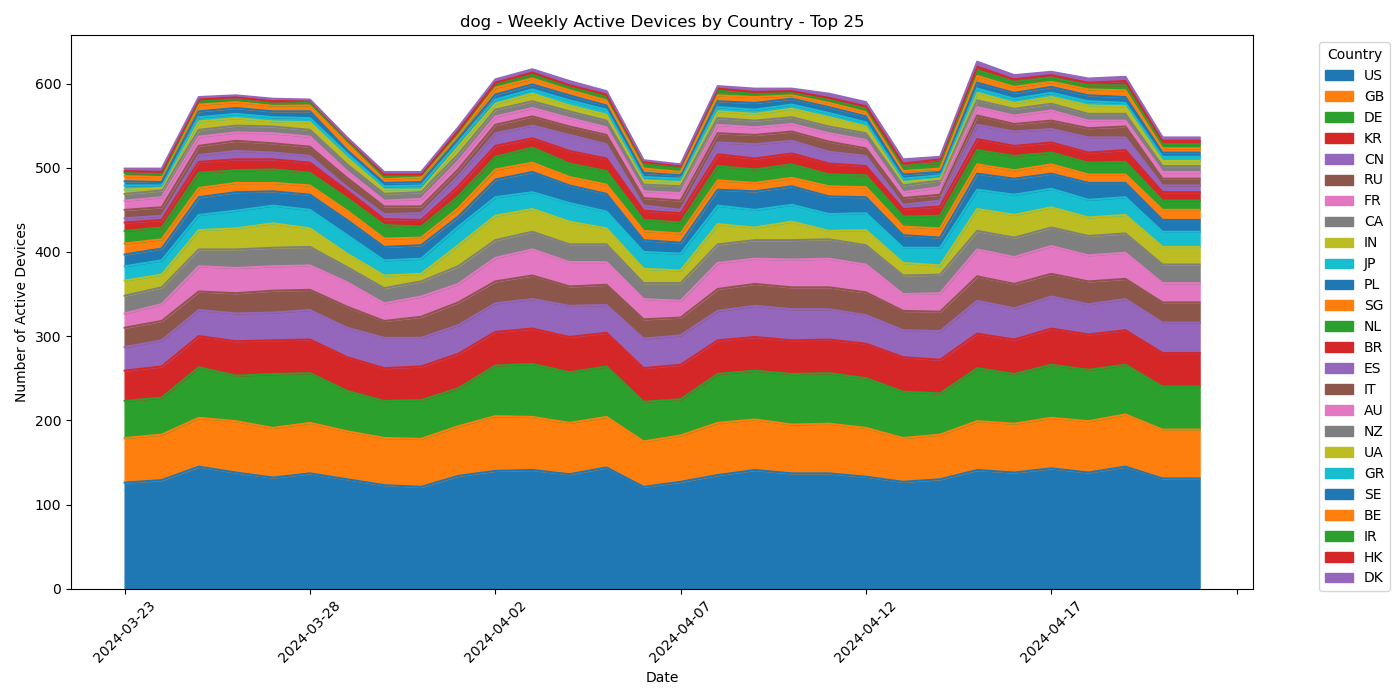 dog - Weekly Active Devices by Country - Top 25
Number of Active Devices
600
500
400
300
200
100
0
2024-03-23
2024-03-28
2024-04-02
2024-04-07
2024-04-12
2024-04-17
Date
Country
US
GB
DE
KR
CN
RU
FR
CA
IN
JP
PL
SG
NL
BR
ES
IT
AU
NZ
UA
GR
SE
BE
IR
HK
DK